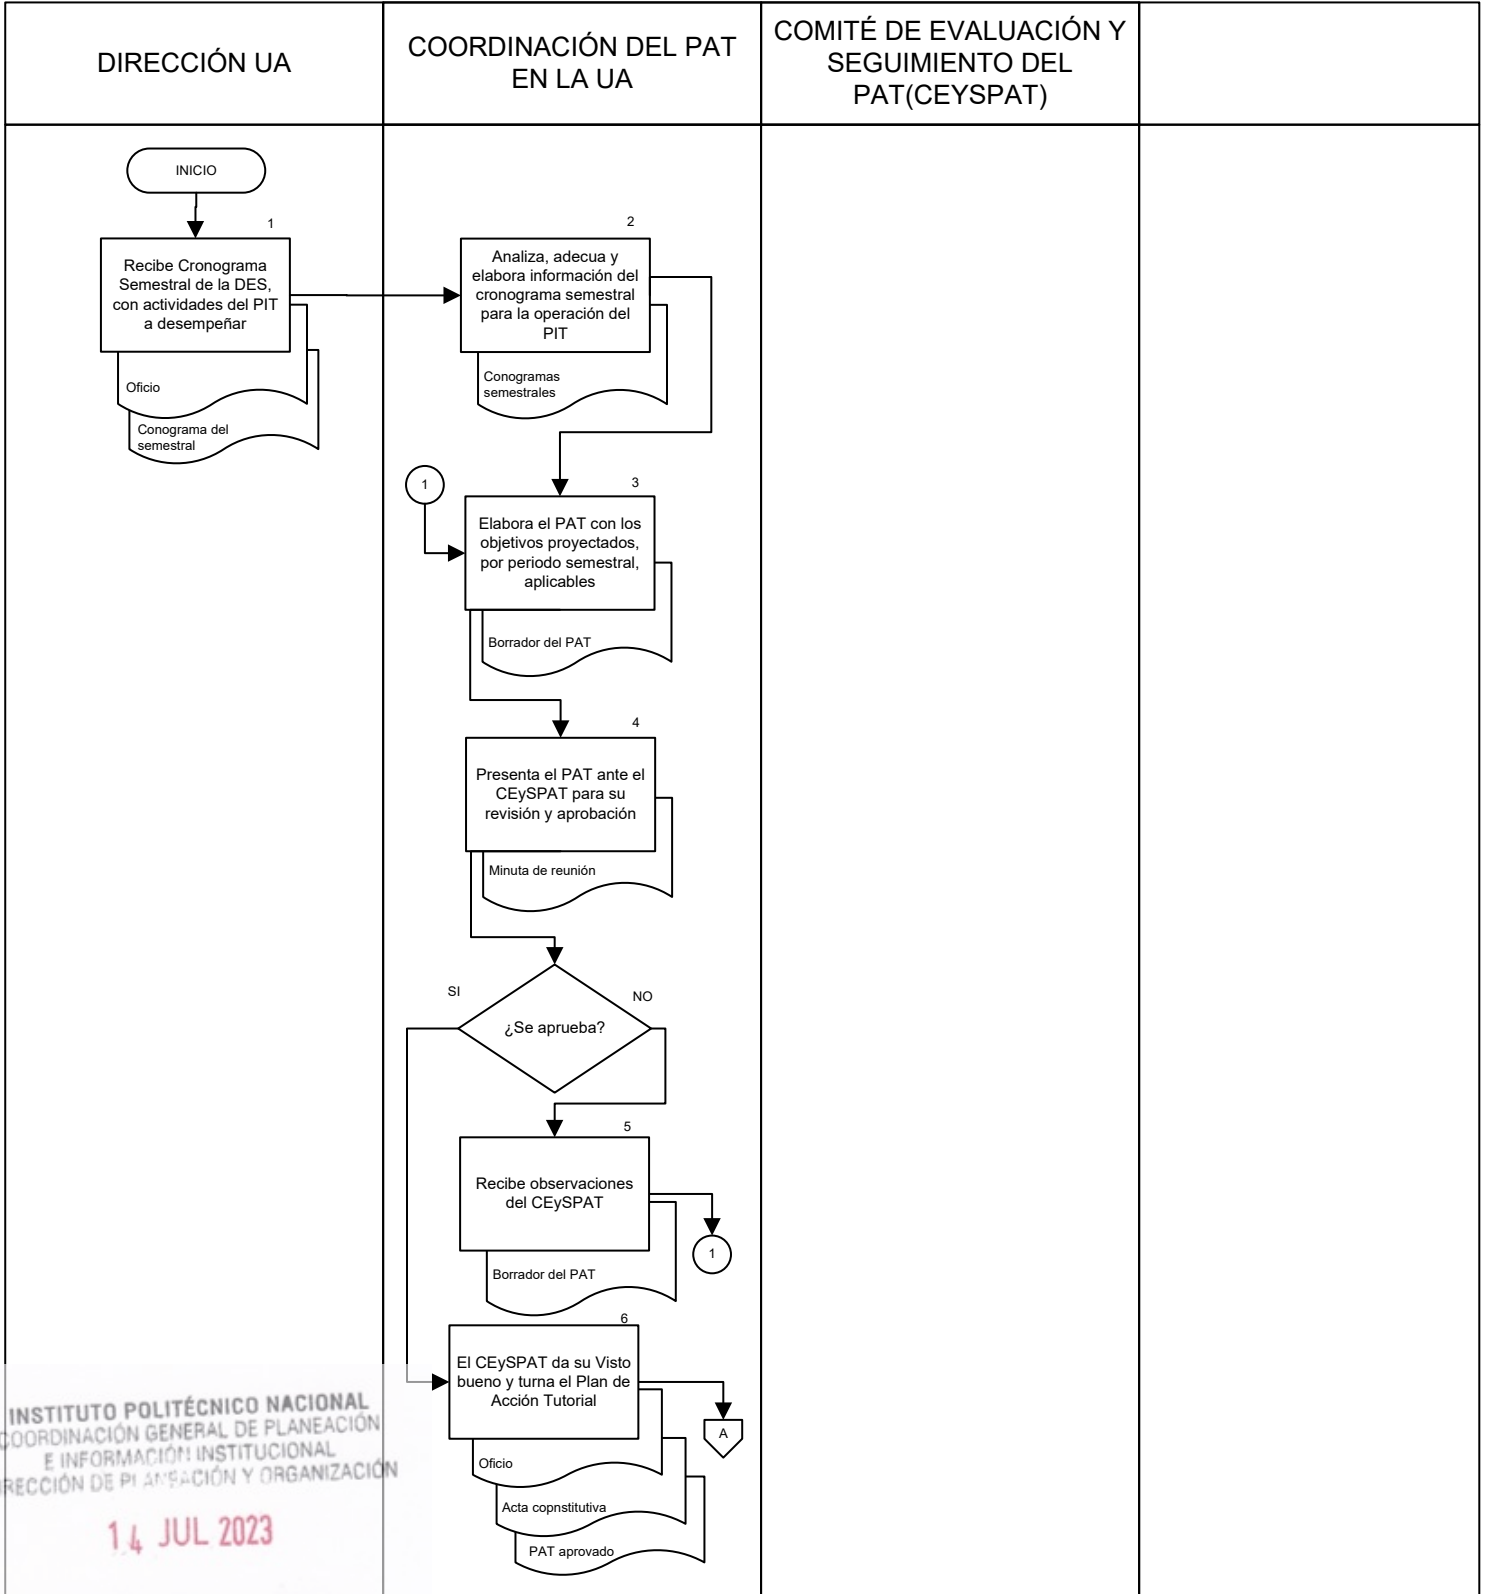 DIRECCIÓN UA
COORDINACIÓN DEL PAT
EN LA UA
COMITÉ DE EVALUACIÓN Y
SEGUIMIENTO DEL
PAT(CEYSPAT)
INICIO
1
Recibe Cronograma
Semestral de la DES,
con actividades del PIT
a desempeñar
Oficio
Conograma del
semestral
2
Analiza, adecua y
elabora información del
cronograma semestral
para la operación del
PIT
Conogramas
semestrales
1
3
Elabora el PAT con los
objetivos proyectados,
por periodo semestral,
aplicables
Borrador del PAT
4
Presenta el PAT ante el
CEySPAT para su
revisión y aprobación
Minuta de reunión
SI
NO
¿Se aprueba?
5
Recibe observaciones
del CEySPAT
1
Borrador del PAT
6
El CEySPAT da su Visto
bueno y turna el Plan de
Acción Tutorial
A
Oficio
Acta copnstitutiva
PAT aprovado
INSTITUTO POLITÉCNICO NACIONAL
COORDINACIÓN GENERAL DE PLANEACIÓN
E INFORMACIÓN INSTITUCIONAL
RECCIÓN DE PLANEACIÓN Y ORGANIZACIÓN
14 JUL 2023